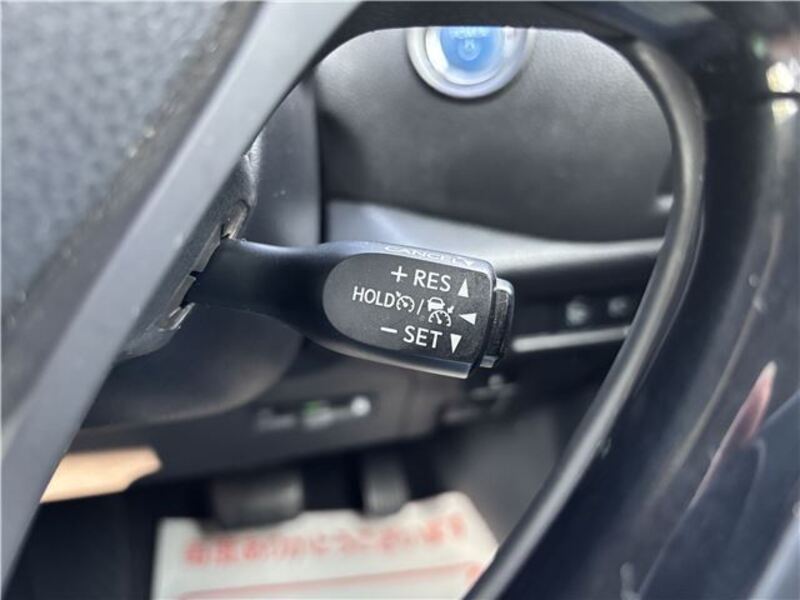 CANCEL
+ RES ▲
HOLD / ◀
− SET ▼